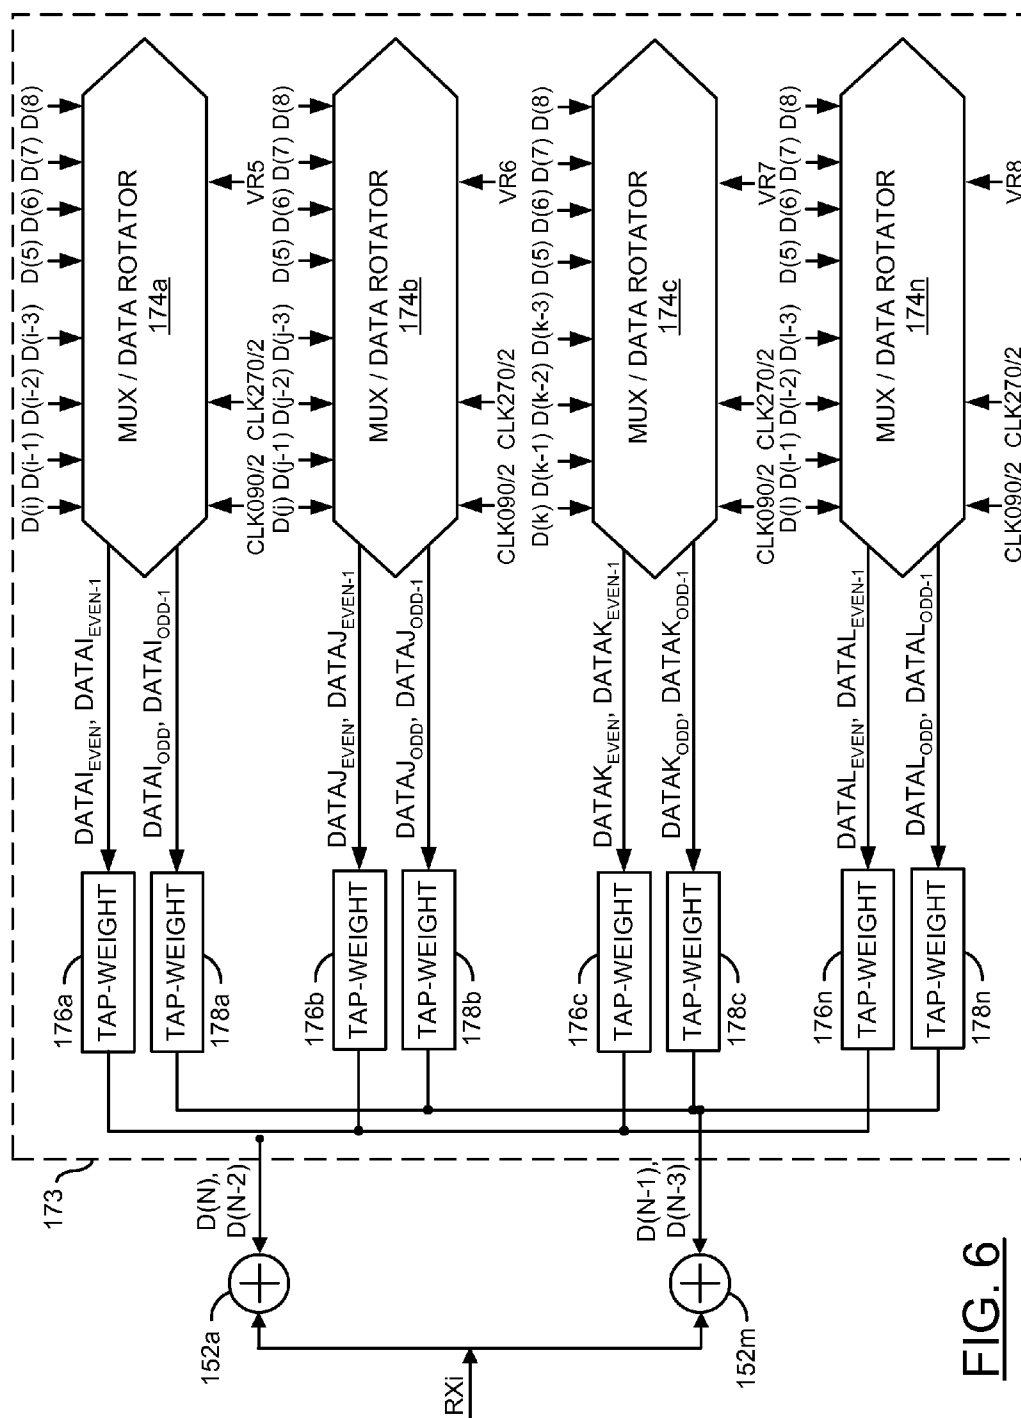 D(i) D(i-1) D(i-2) D(i-3) D(5) D(6) D(7) D(8)
MUX / DATA ROTATOR
174a
CLK090/2 CLK270/2 VR5
DATAI_EVEN, DATAI_EVEN-1
DATAI_ODD, DATAI_ODD-1
176a
TAP-WEIGHT
TAP-WEIGHT
178a
D(j) D(j-1) D(j-2) D(j-3) D(5) D(6) D(7) D(8)
MUX / DATA ROTATOR
174b
CLK090/2 CLK270/2 VR6
DATAJ_EVEN, DATAJ_EVEN-1
DATAJ_ODD, DATAJ_ODD-1
176b
TAP-WEIGHT
TAP-WEIGHT
178b
D(k) D(k-1) D(k-2) D(k-3) D(5) D(6) D(7) D(8)
MUX / DATA ROTATOR
174c
CLK090/2 CLK270/2 VR7
DATAK_EVEN, DATAK_EVEN-1
DATAK_ODD, DATAK_ODD-1
176c
TAP-WEIGHT
TAP-WEIGHT
178c
D(l) D(l-1) D(l-2) D(l-3) D(5) D(6) D(7) D(8)
MUX / DATA ROTATOR
174n
CLK090/2 CLK270/2 VR8
DATAL_EVEN, DATAL_EVEN-1
DATAL_ODD, DATAL_ODD-1
176n
TAP-WEIGHT
TAP-WEIGHT
178n
173
D(N),
D(N-2)
152a
D(N-1),
D(N-3)
152m
RXi
FIG. 6